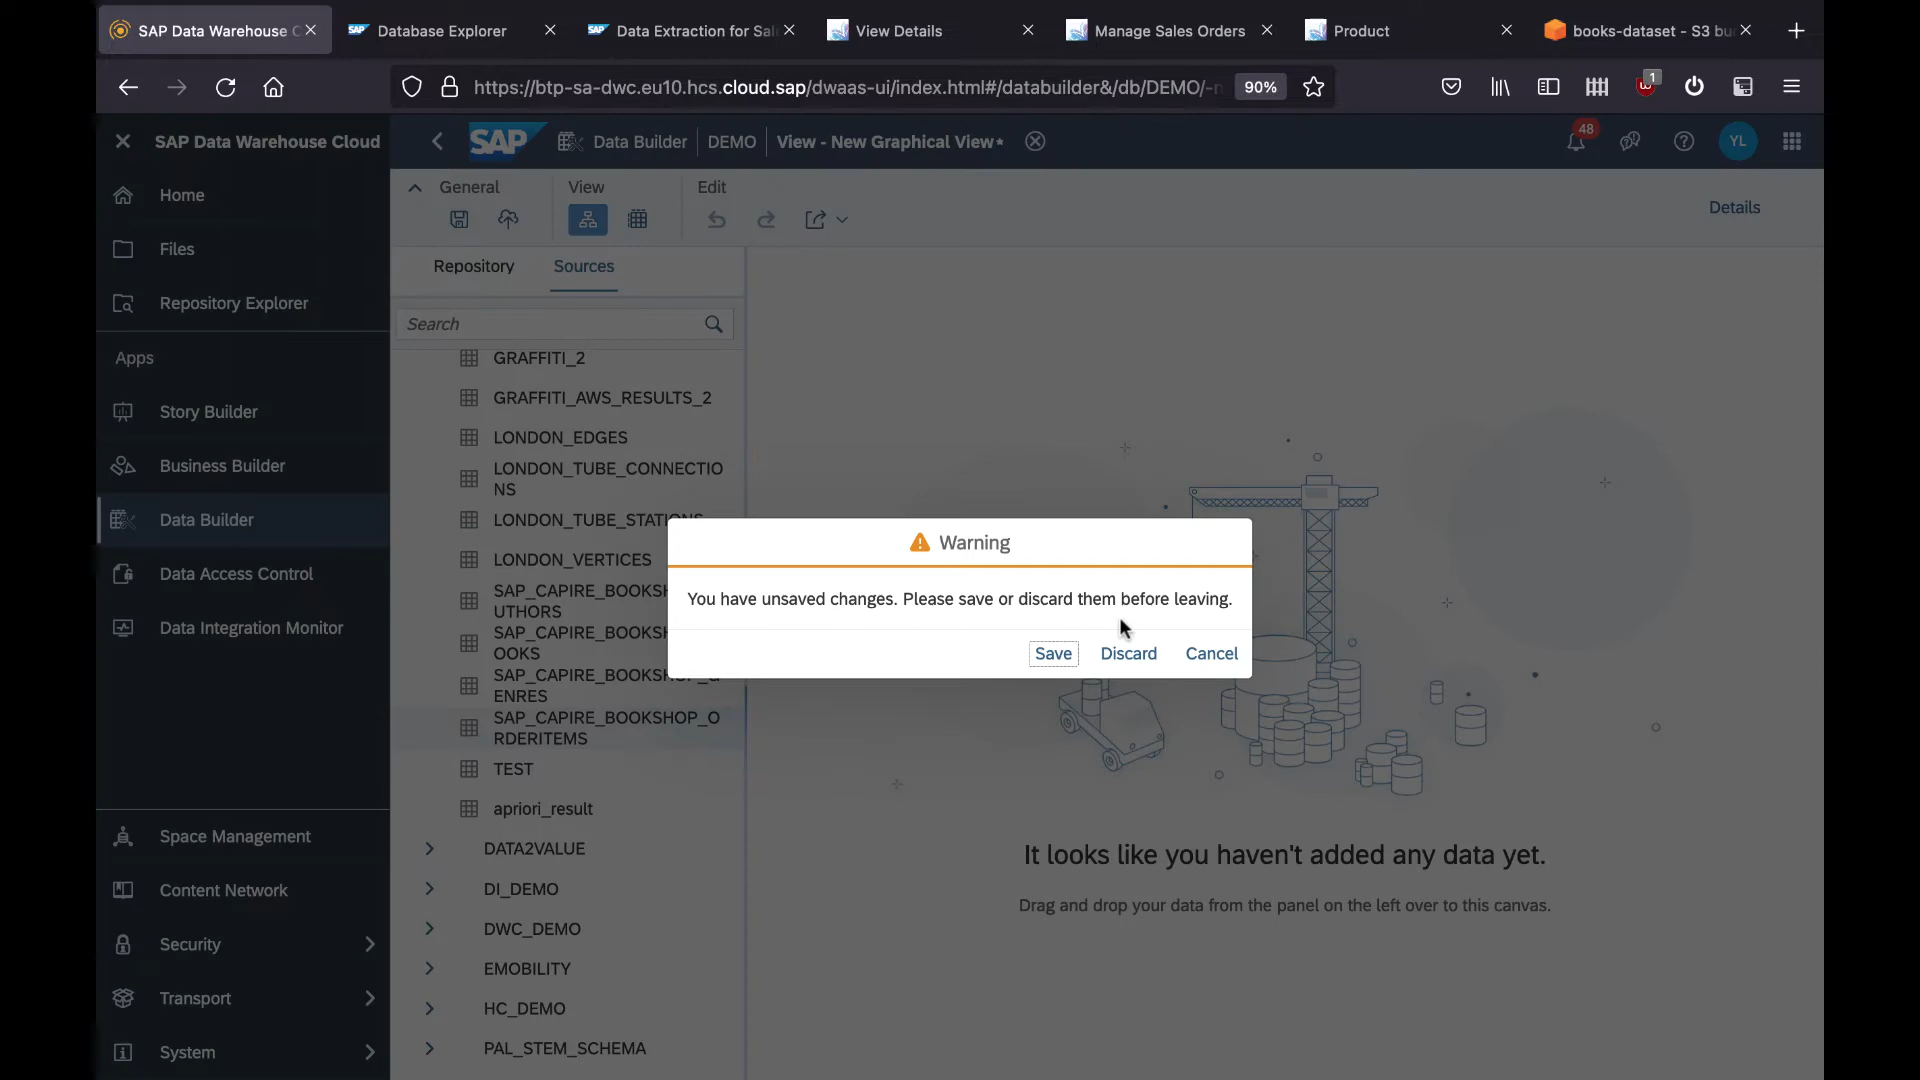 SAP Data Warehouse C
Database Explorer
SAP
Data Extraction for Sal
SAP
View Details
Manage Sales Orders
Product
books-dataset - S3 bu
https://btp-sa-dwc.eu10.hcs.cloud.sap/dwaas-ui/index.html#/databuilder&/db/DEMO/-n
90%
1
SAP Data Warehouse Cloud
SAP
Data Builder
DEMO
View - New Graphical View*
48
YL
Home
Files
Repository Explorer
Apps
Story Builder
Business Builder
Data Builder
Data Access Control
Data Integration Monitor
Space Management
Content Network
Security
Transport
System
General
View
Edit
Details
Repository
Sources
Search
GRAFFITI_2
GRAFFITI_AWS_RESULTS_2
LONDON_EDGES
LONDON_TUBE_CONNECTIO
NS
LONDON_TUBE_STATIONS
LONDON_VERTICES
SAP_CAPIRE_BOOKSH
UTHORS
SAP_CAPIRE_BOOKSH
OOKS
SAP_CAPIRE_BOOKSHOP_G
ENRES
SAP_CAPIRE_BOOKSHOP_O
RDERITEMS
TEST
apriori_result
DATA2VALUE
DI_DEMO
DWC_DEMO
EMOBILITY
HC_DEMO
PAL_STEM_SCHEMA
Warning
You have unsaved changes. Please save or discard them before leaving.
Save
Discard
Cancel
It looks like you haven't added any data yet.
Drag and drop your data from the panel on the left over to this canvas.